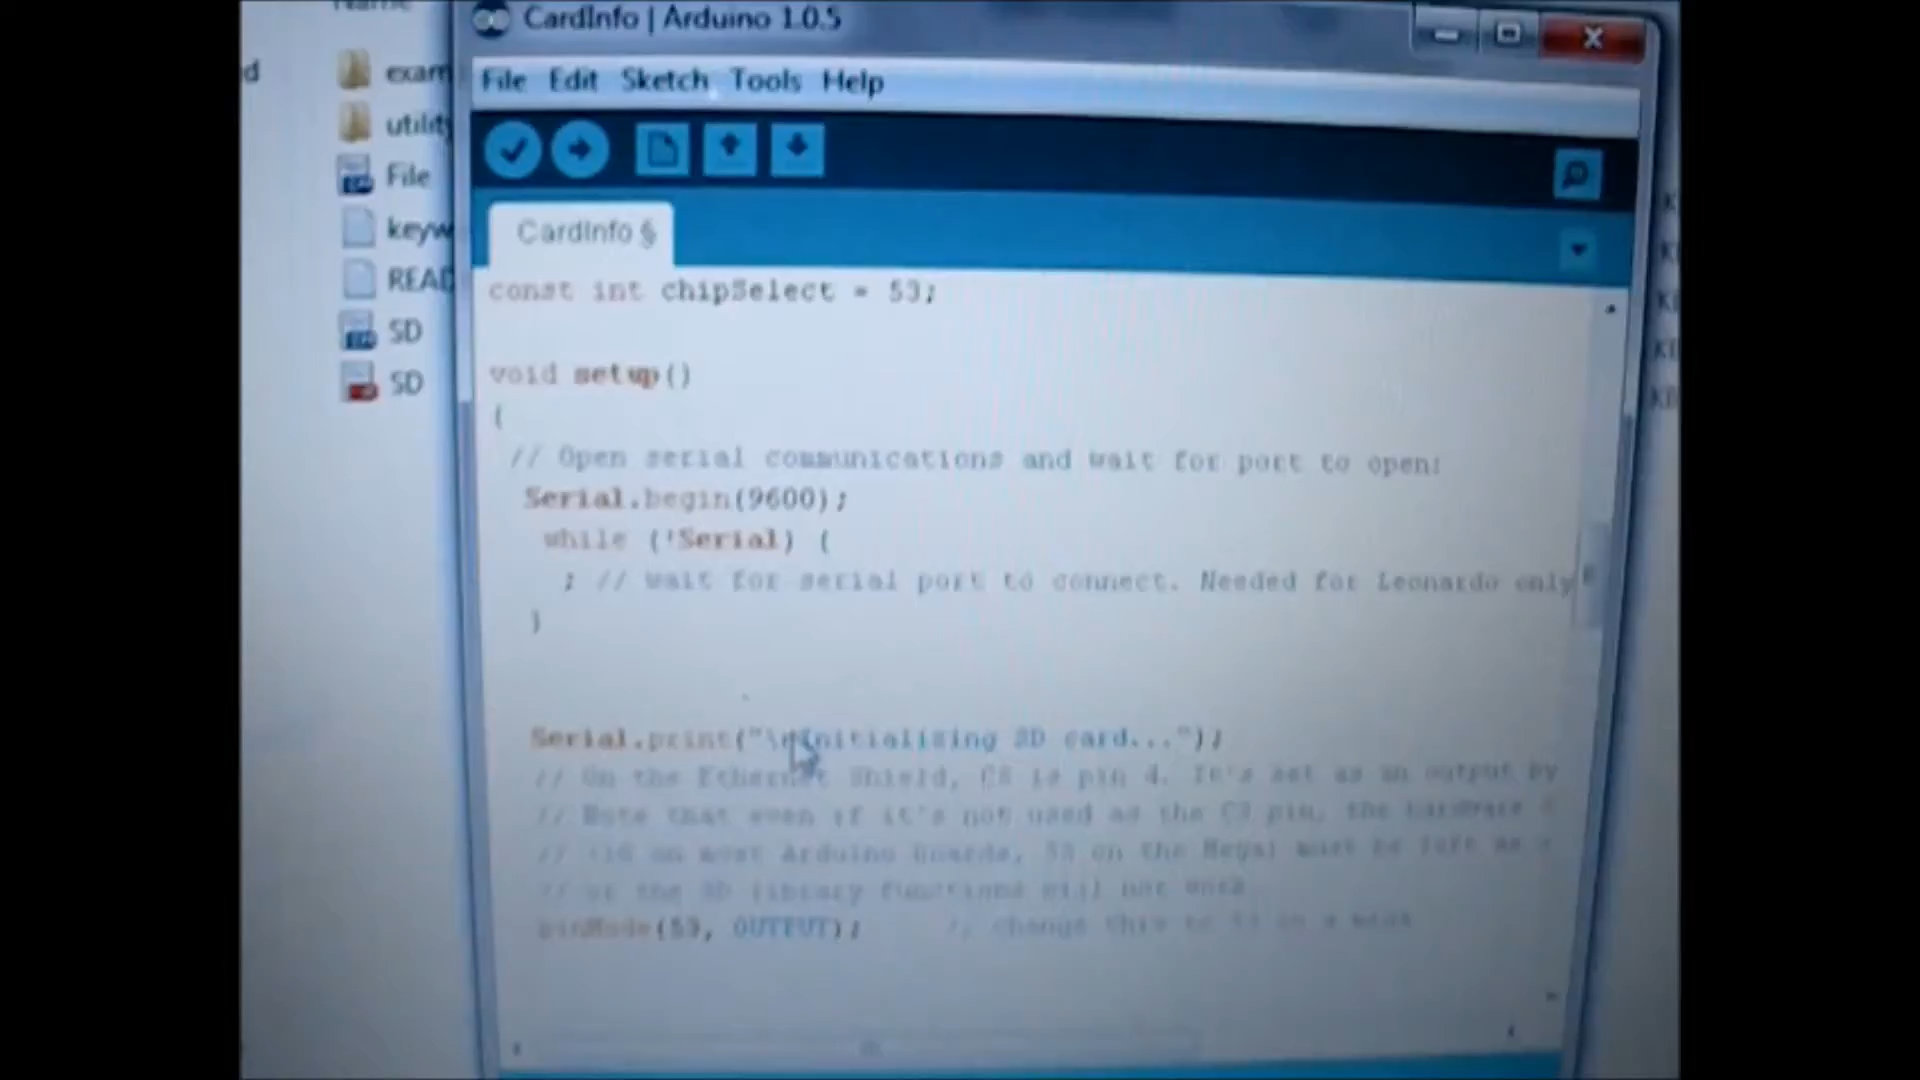 Name
CardInfo | Arduino 1.0.5
d
exam
File Edit Sketch Tools Help
utility
File
keyw
CardInfo §
READ
const int chipSelect = 53;
SD
void setup()
SD
{
// Open serial communications and wait for port to open:
Serial.begin(9600);
while (!Serial) {
; // wait for serial port to connect. Needed for Leonardo only
}
Serial.print("\nInitializing SD card...");
// On the Ethernet Shield, CS is pin 4. It's set as an output by
// Note that even if it's not used as the CS pin, the hardware
// on most Arduino boards, 53 on the Mega) must be left as
// or the SD library functions will not work
pinMode(53, OUTPUT); // change this to 53 on a mega